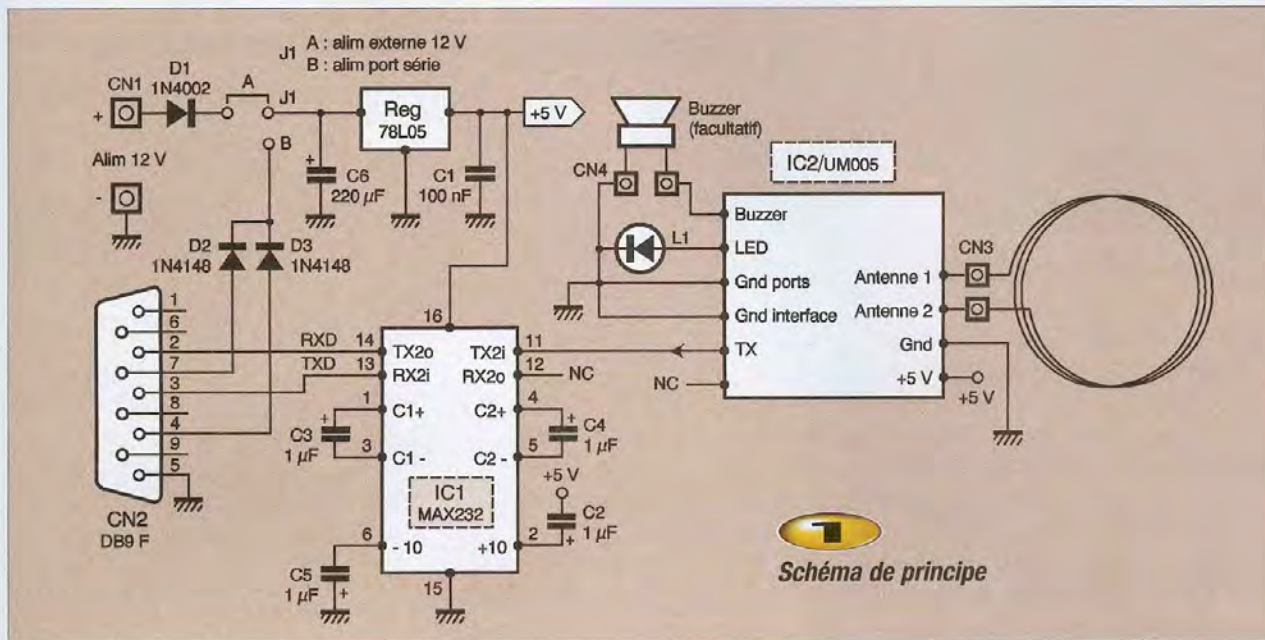 J1
A : alim externe 12 V
B : alim port série
D1
1N4002
CN1
A
J1
B
+
Alim 12 V
-
Reg
78L05
+5 V
C6
220 µF
+
C1
100 nF
D2
1N4148
D3
1N4148
Buzzer
(facultatif)
CN4
L1
IC2/UM005
Buzzer
LED
Gnd ports
Gnd interface
TX
NC
Antenne 1
Antenne 2
Gnd
+5 V
+5 V
CN3
1
6
2
7
3
8
4
9
5
CN2
DB9 F
RXD
TXD
16
14
13
1
3
6
15
11
12
4
5
2
TX2o
RX2i
C1+
C1 -
- 10
TX2i
RX2o
C2+
C2 -
+10
IC1
MAX232
NC
C3
1 µF
+
C4
1 µF
+
+5 V
C2
1 µF
+
C5
1 µF
+
1
Schéma de principe